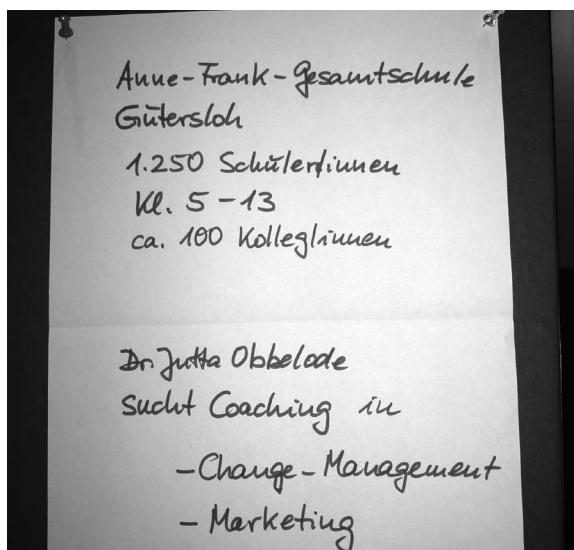 Anne-Frank-Gesamtschule
Gütersloh
1.250 Schüler/innen
Kl. 5-13
ca. 100 Kolleg/innen
Dr. Jutta Obbelode
sucht Coaching in
- Change-Management
- Marketing